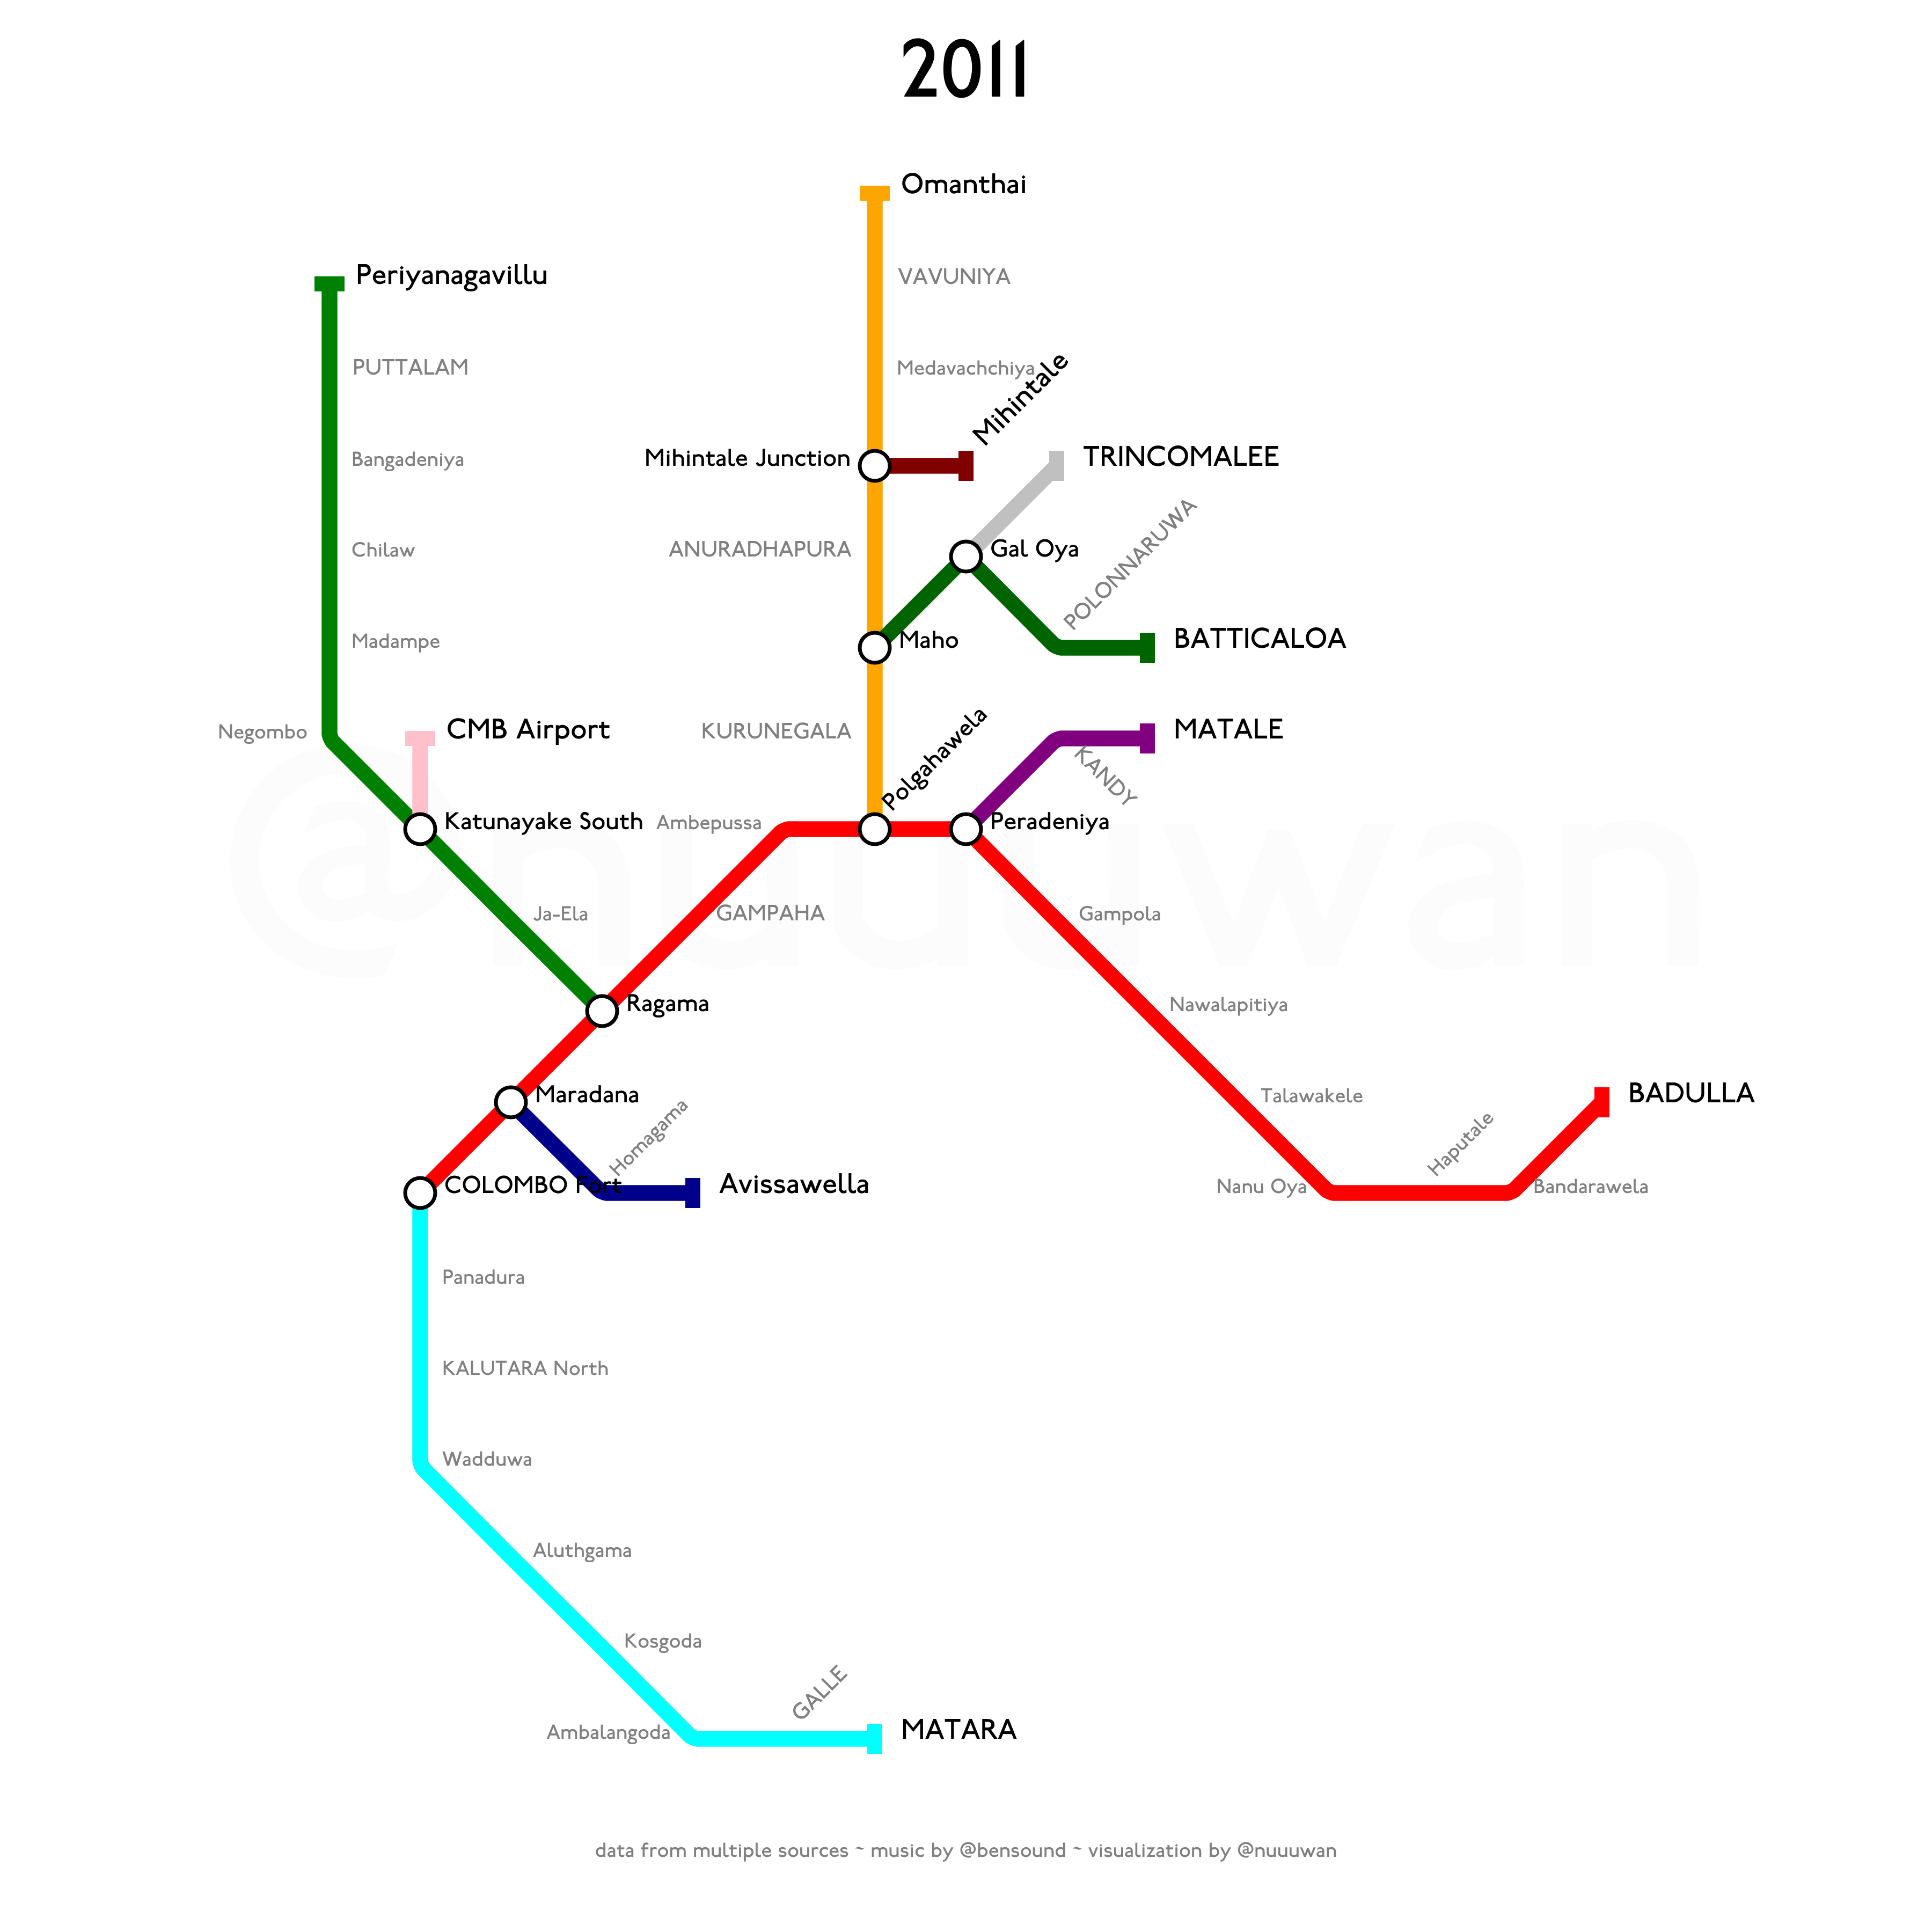 2011
Omanthai
Periyanagavillu
VAVUNIYA
PUTTALAM
Medavachchiya
Mihintale
Bangadeniya
Mihintale Junction
TRINCOMALEE
Chilaw
ANURADHAPURA
Gal Oya
POLONNARUWA
Madampe
Maho
BATTICALOA
Negombo
CMB Airport
KURUNEGALA
Polgahawela
MATALE
KANDY
Katunayake South
Ambepussa
Peradeniya
@nuuuwan
Ja-Ela
GAMPAHA
Gampola
Ragama
Nawalapitiya
Maradana
Homagama
Talawakele
Haputale
BADULLA
COLOMBO Fort
Avissawella
Nanu Oya
Bandarawela
Panadura
KALUTARA North
Wadduwa
Aluthgama
Kosgoda
GALLE
Ambalangoda
MATARA
data from multiple sources ~ music by @bensound ~ visualization by @nuuuwan